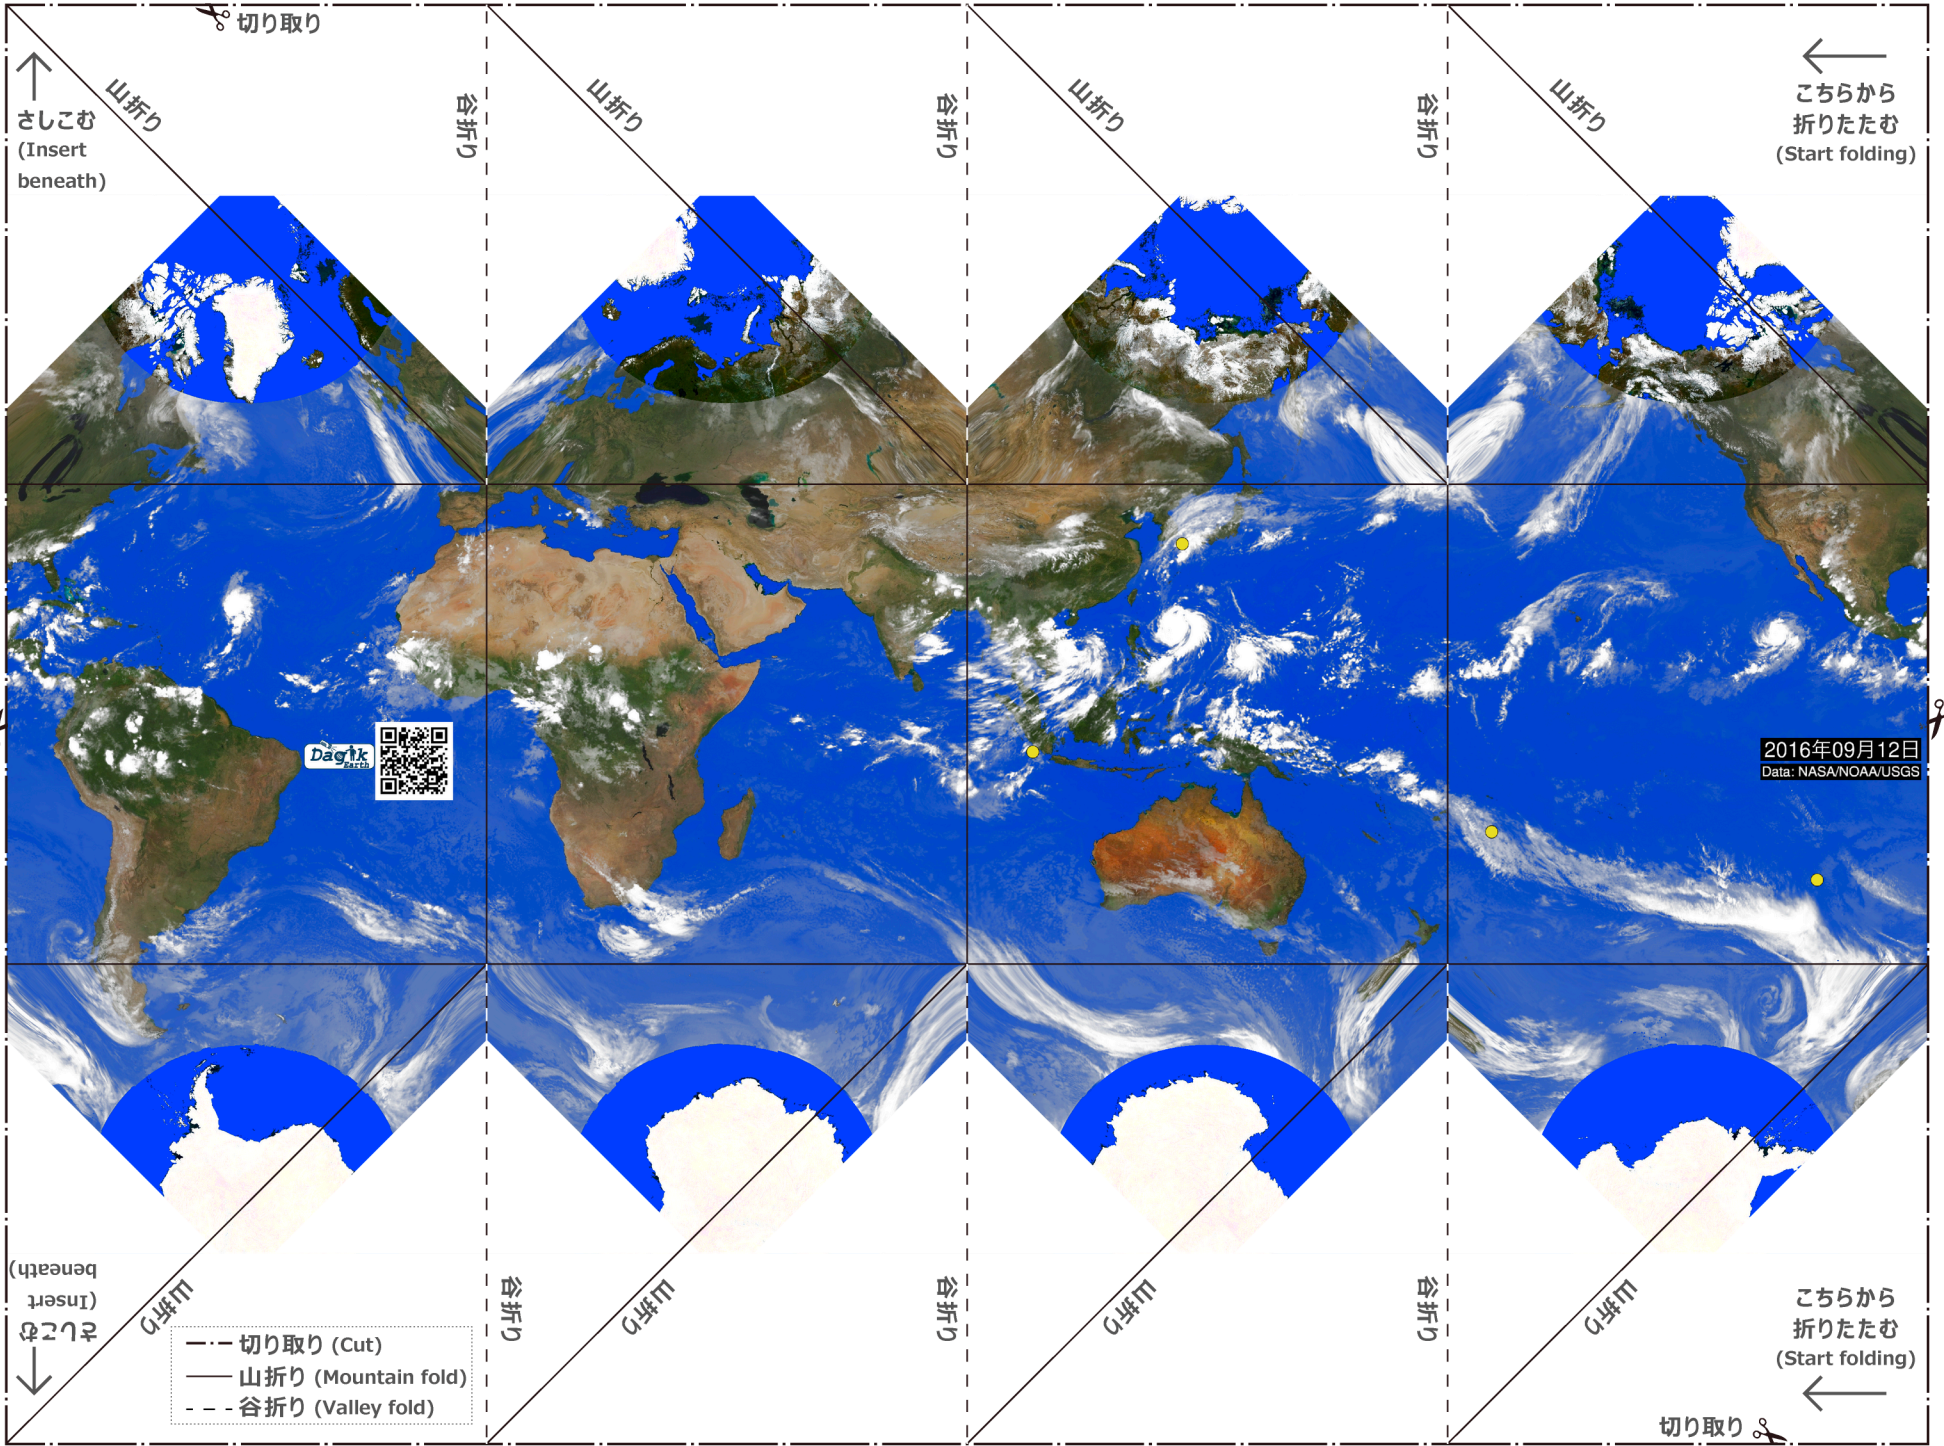 切り取り
山折り
谷折り
山折り
谷折り
山折り
谷折り
山折り
こちらから
折りたたむ
(Start folding)
さしこむ
(Insert
beneath)
Dagik
Earth
2016年09月12日
Data: NASA/NOAA/USGS
さしこむ
(Insert
beneath)
山折り
谷折り
山折り
谷折り
山折り
谷折り
山折り
こちらから
折りたたむ
(Start folding)
切り取り (Cut)
山折り (Mountain fold)
谷折り (Valley fold)
切り取り